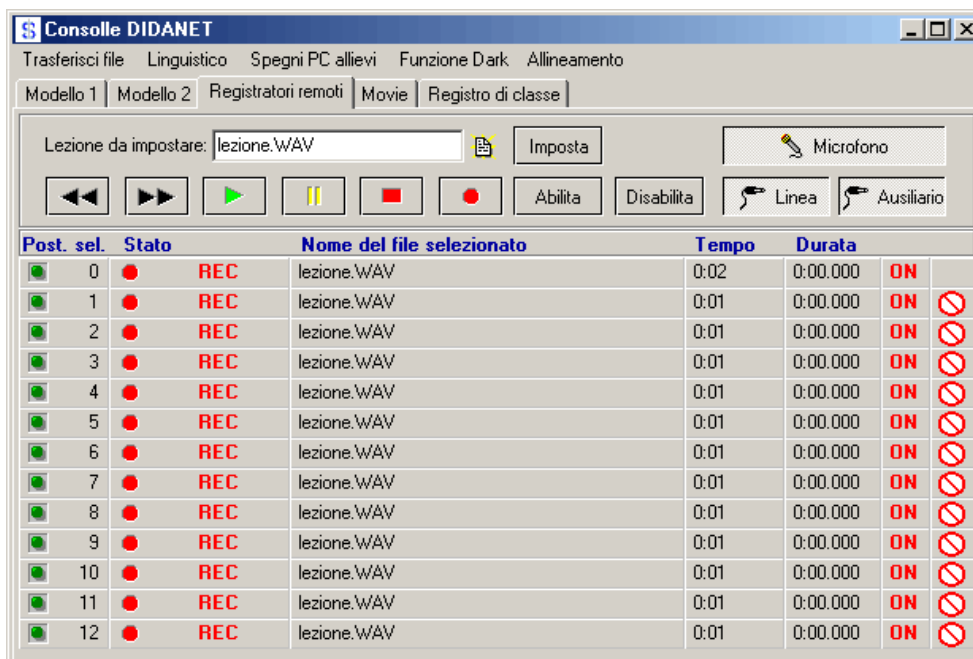 Consolle DIDANET
Trasferisci file Linguistico Spegni PC allievi Funzione Dark Allineamento
Modello 1 Modello 2 Registratori remoti Movie Registro di classe
Lezione da impostare: lezione.WAV Imposta Microfono
Abilita Disabilita Linea Ausiliario
Post. sel. Stato Nome del file selezionato Tempo Durata
0 REC lezione.WAV 0:02 0:00.000 ON
1 REC lezione.WAV 0:01 0:00.000 ON
2 REC lezione.WAV 0:01 0:00.000 ON
3 REC lezione.WAV 0:01 0:00.000 ON
4 REC lezione.WAV 0:01 0:00.000 ON
5 REC lezione.WAV 0:01 0:00.000 ON
6 REC lezione.WAV 0:01 0:00.000 ON
7 REC lezione.WAV 0:01 0:00.000 ON
8 REC lezione.WAV 0:01 0:00.000 ON
9 REC lezione.WAV 0:01 0:00.000 ON
10 REC lezione.WAV 0:01 0:00.000 ON
11 REC lezione.WAV 0:01 0:00.000 ON
12 REC lezione.WAV 0:01 0:00.000 ON